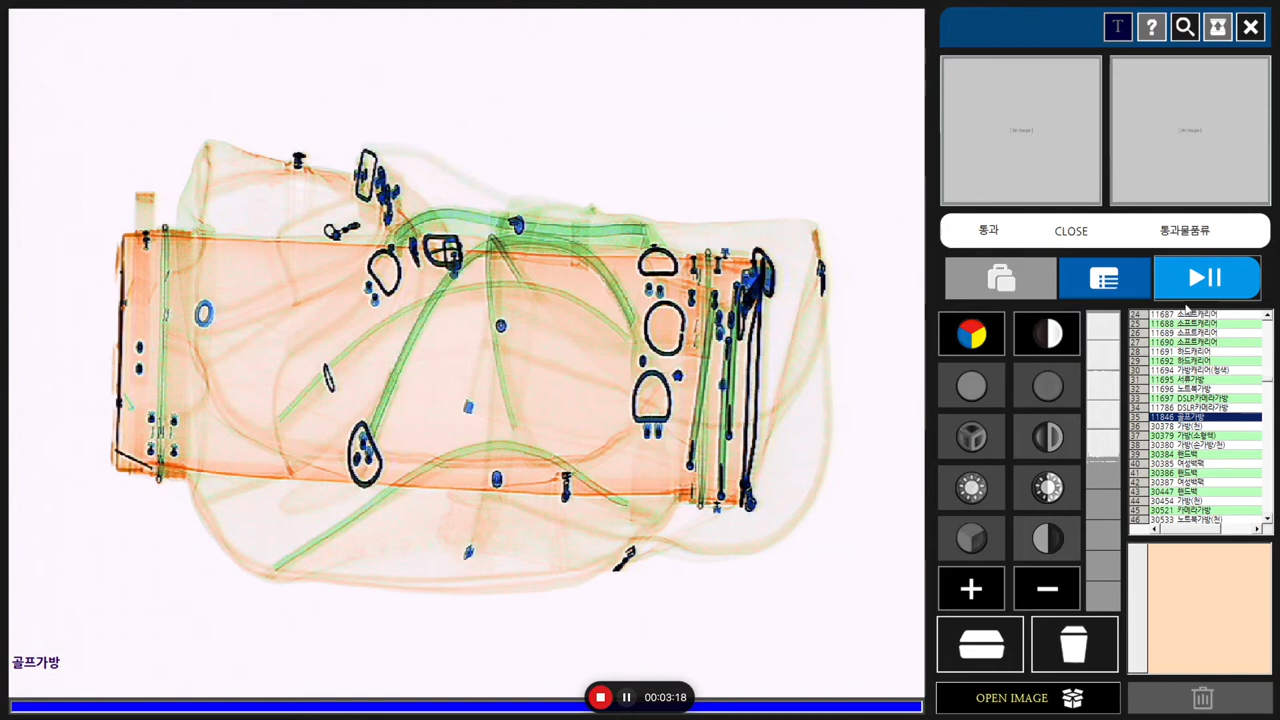 T ?
[No Image] [No Image]
통과 CLOSE 통과물품류
24 11687 소프트캐리어
25 11688 소프트캐리어
26 11689 소프트캐리어
27 11690 소프트캐리어
28 11691 하드캐리어
29 11692 하드캐리어
30 11694 가방캐리어(청색)
31 11695 서류가방
32 11696 노트북가방
33 11697 DSLR카메라가방
34 11786 DSLR카메라가방
35 11846 골프가방
36 30378 가방(천)
37 30379 가방(소형백)
38 30380 가방(손가방/천)
39 30384 핸드백
40 30385 여성백팩
41 30386 핸드백
42 30387 여성백팩
43 30447 핸드백
44 30454 가방(천)
45 30521 카메라가방
46 30533 노트북가방(천)
골프가방
00:03:18
OPEN IMAGE